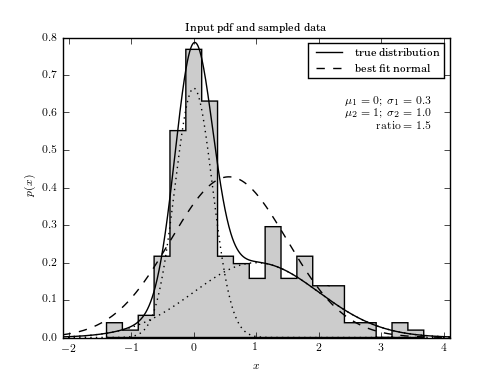 Input pdf and sampled data
true distribution
best fit normal
μ₁ = 0; σ₁ = 0.3
μ₂ = 1; σ₂ = 1.0
ratio = 1.5
p(x)
0.8
0.7
0.6
0.5
0.4
0.3
0.2
0.1
0.0
−2 −1 0 1 2 3 4
x